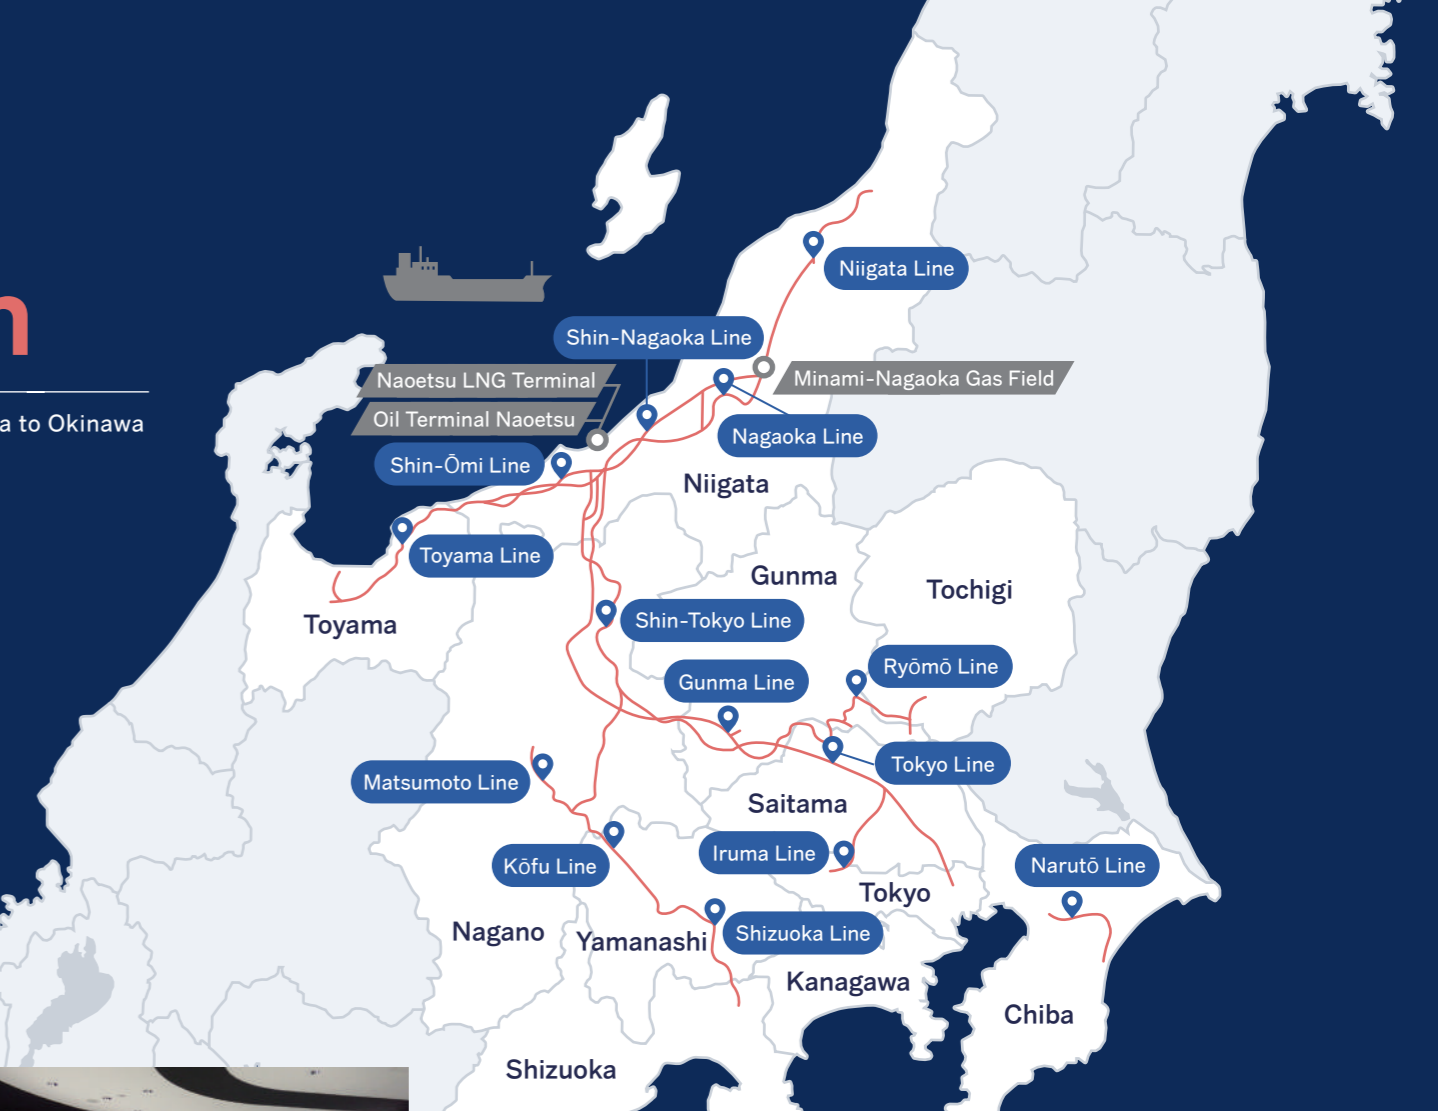 n
a to Okinawa
Niigata Line
Shin-Nagaoka Line
Naoetsu LNG Terminal
Minami-Nagaoka Gas Field
Oil Terminal Naoetsu
Nagaoka Line
Shin-Ōmi Line
Niigata
Toyama Line
Gunma
Tochigi
Toyama
Shin-Tokyo Line
Ryōmō Line
Gunma Line
Tokyo Line
Matsumoto Line
Saitama
Iruma Line
Kōfu Line
Narutō Line
Tokyo
Nagano
Yamanashi
Shizuoka Line
Kanagawa
Chiba
Shizuoka